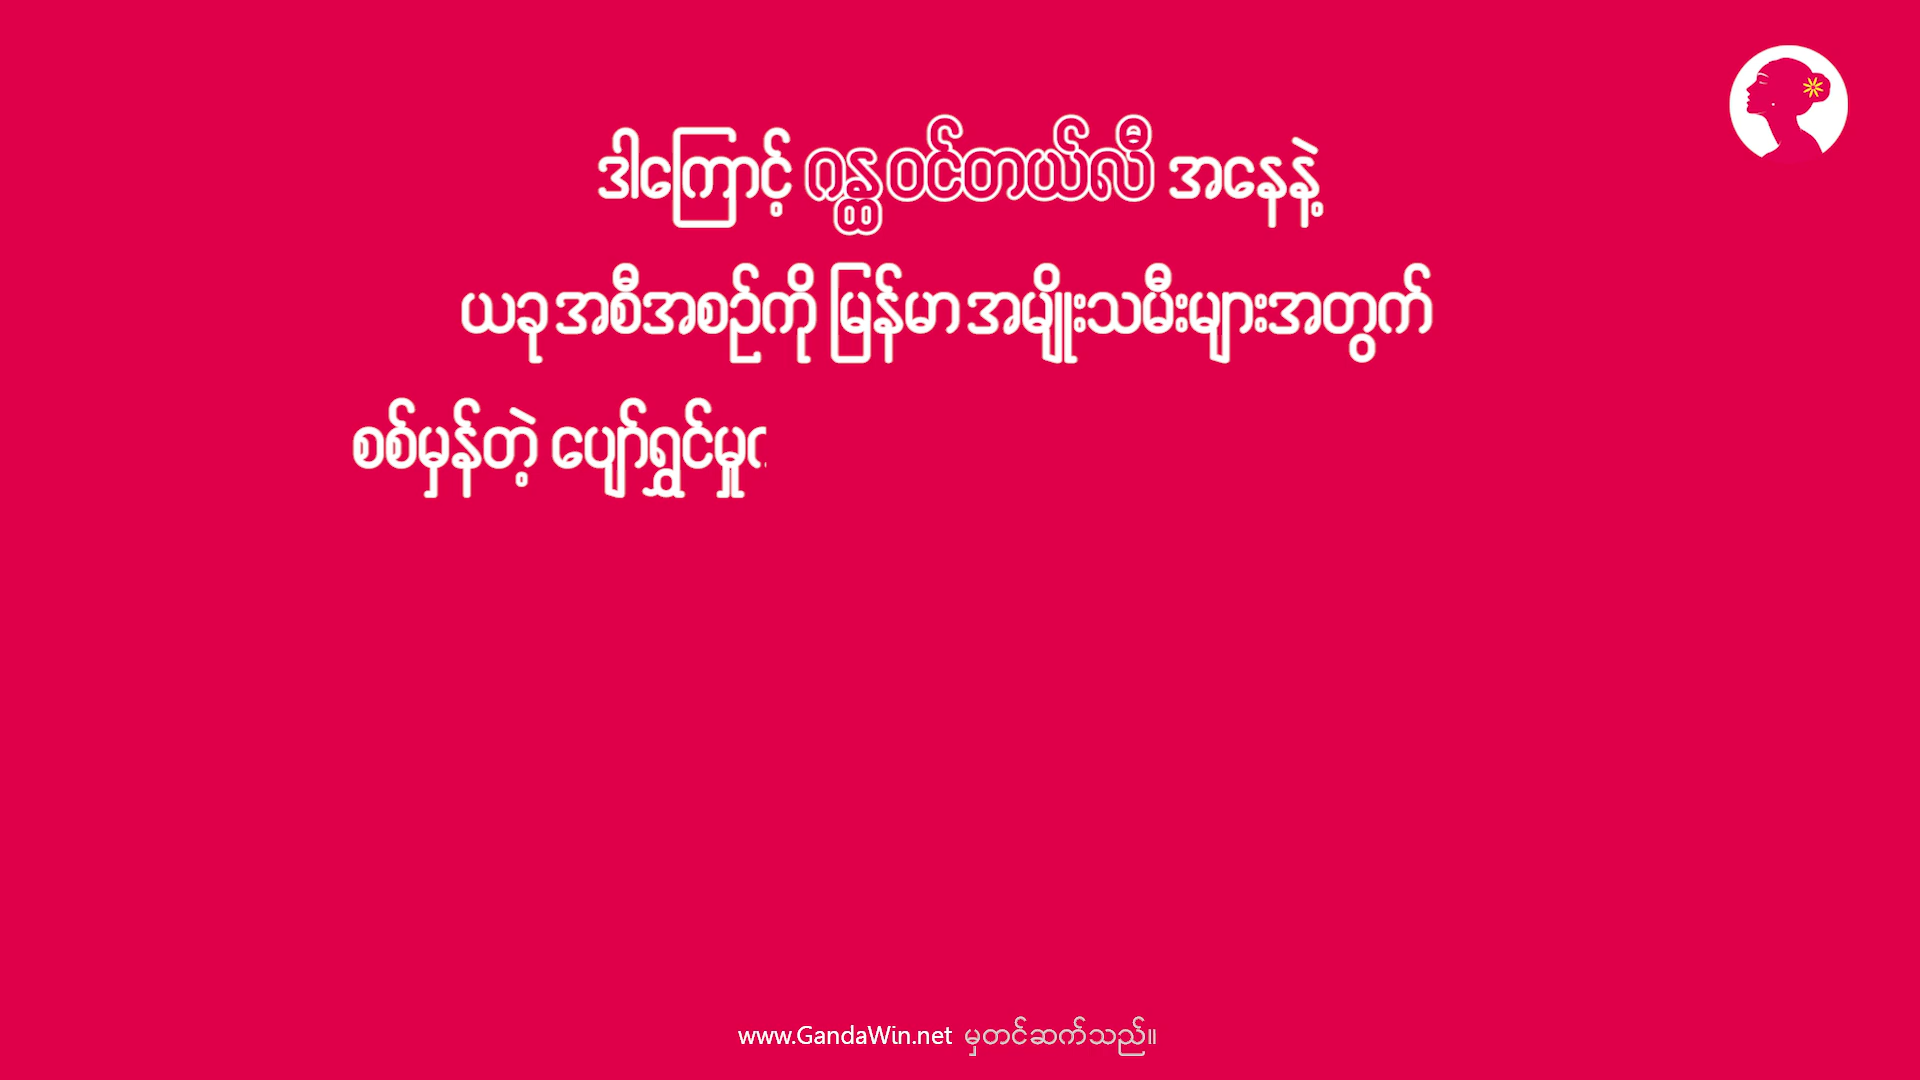 ဒါကြောင့် ဂန္ထဝင်တယ်လီ အနေနဲ့
ယခုအစီအစဉ်ကို မြန်မာအမျိုးသမီးများအတွက်
စစ်မှန်တဲ့ ပျော်ရွှင်မှု
www.GandaWin.net မှတင်ဆက်သည်။